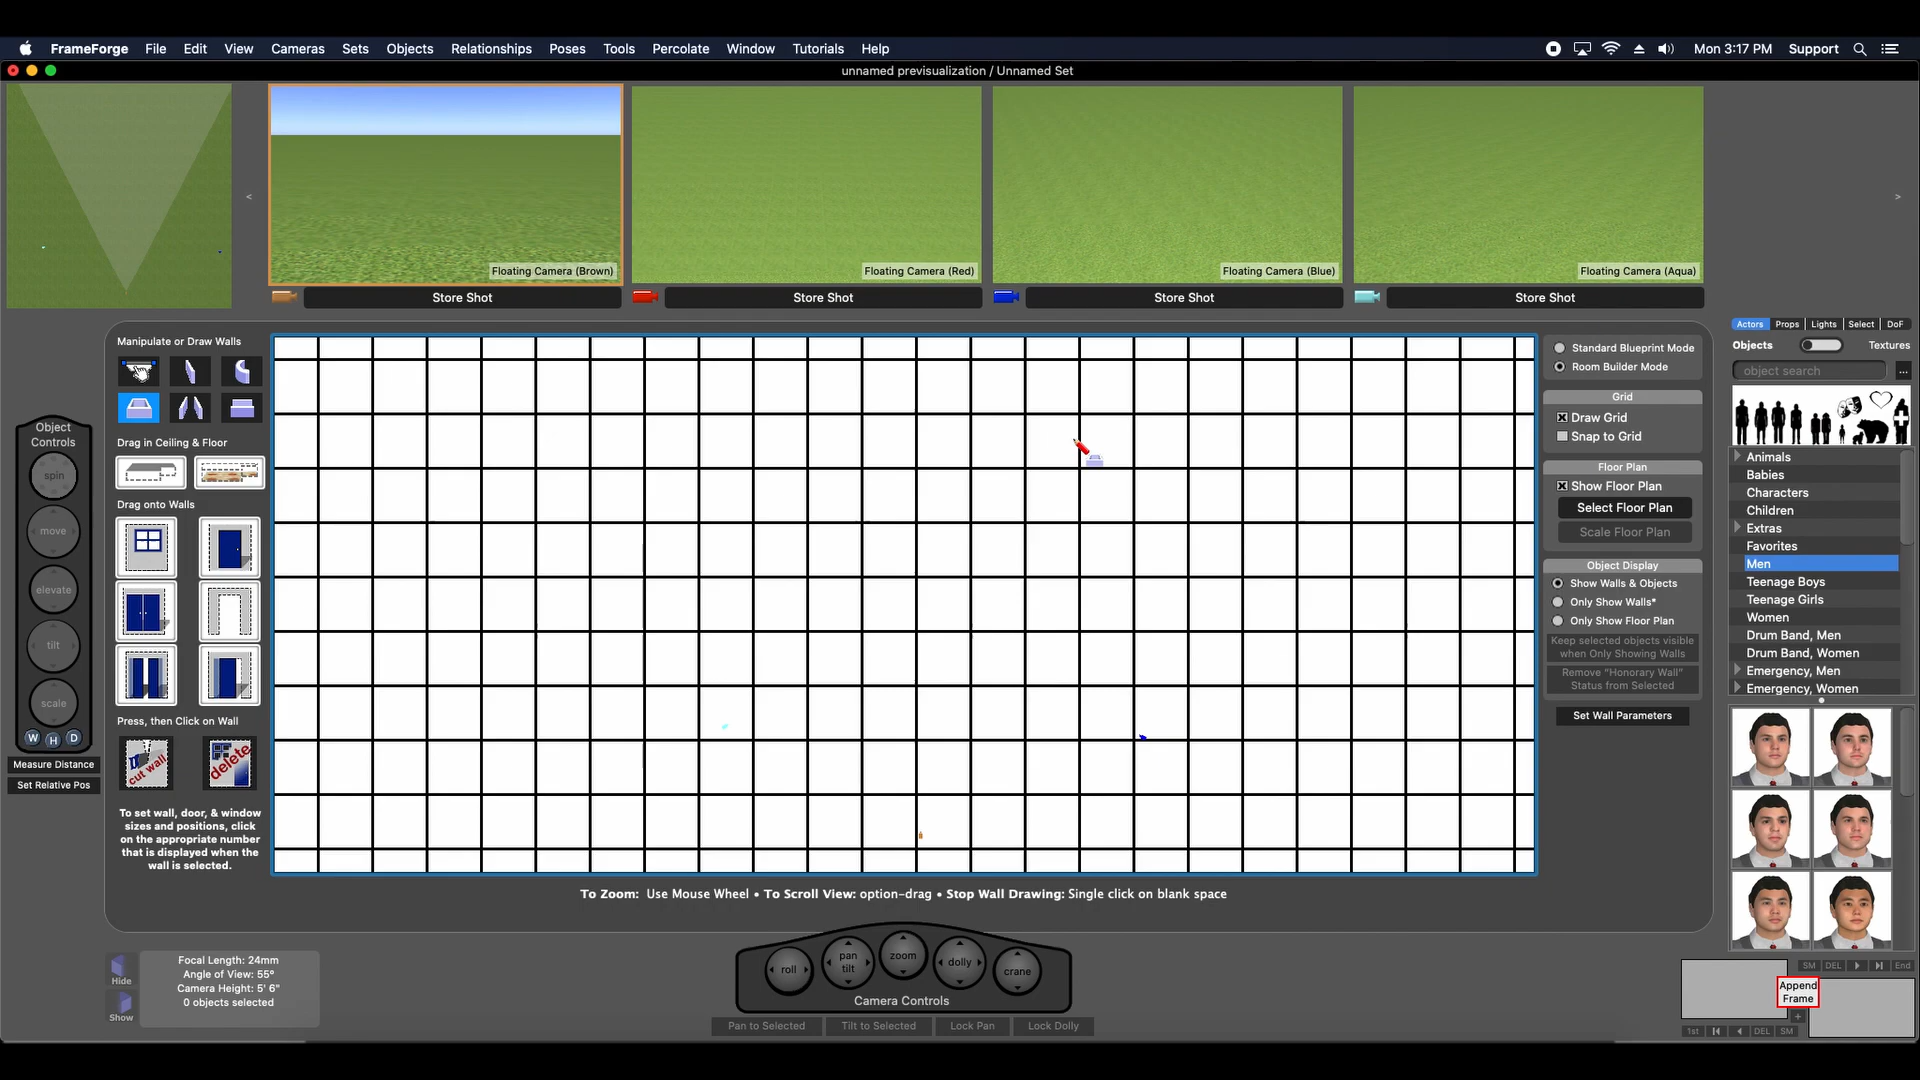 FrameForge File Edit View Cameras Sets Objects Relationships Poses Tools Percolate Window Tutorials Help Mon 3:17 PM Support
unnamed previsualization / Unnamed Set
< >
Floating Camera (Brown) Floating Camera (Red) Floating Camera (Blue) Floating Camera (Aqua)
Store Shot Store Shot Store Shot Store Shot
Manipulate or Draw Walls
Drag in Ceiling & Floor
Drag onto Walls
Press, then Click on Wall
cut wall
delete
To set wall, door, & window
sizes and positions, click
on the appropriate number
that is displayed when the
wall is selected.
Object
Controls
spin
move
elevate
tilt
scale
W H D
Measure Distance
Set Relative Pos
Standard Blueprint Mode
Room Builder Mode
Grid
Draw Grid
Snap to Grid
Floor Plan
Show Floor Plan
Select Floor Plan
Scale Floor Plan
Object Display
Show Walls & Objects
Only Show Walls*
Only Show Floor Plan
Keep selected objects visible
when Only Showing Walls
Remove "Honorary Wall"
Status from Selected
Set Wall Parameters
Actors Props Lights Select DoF
Objects Textures
object search ...
Animals
Babies
Characters
Children
Extras
Favorites
Men
Teenage Boys
Teenage Girls
Women
Drum Band, Men
Drum Band, Women
Emergency, Men
Emergency, Women
To Zoom: Use Mouse Wheel • To Scroll View: option-drag • Stop Wall Drawing: Single click on blank space
Hide
Show
Focal Length: 24mm
Angle of View: 55°
Camera Height: 5' 6"
0 objects selected
roll
pan
tilt
zoom
dolly
crane
Camera Controls
Pan to Selected Tilt to Selected Lock Pan Lock Dolly
SM DEL End
Append
Frame
+
1st DEL SM